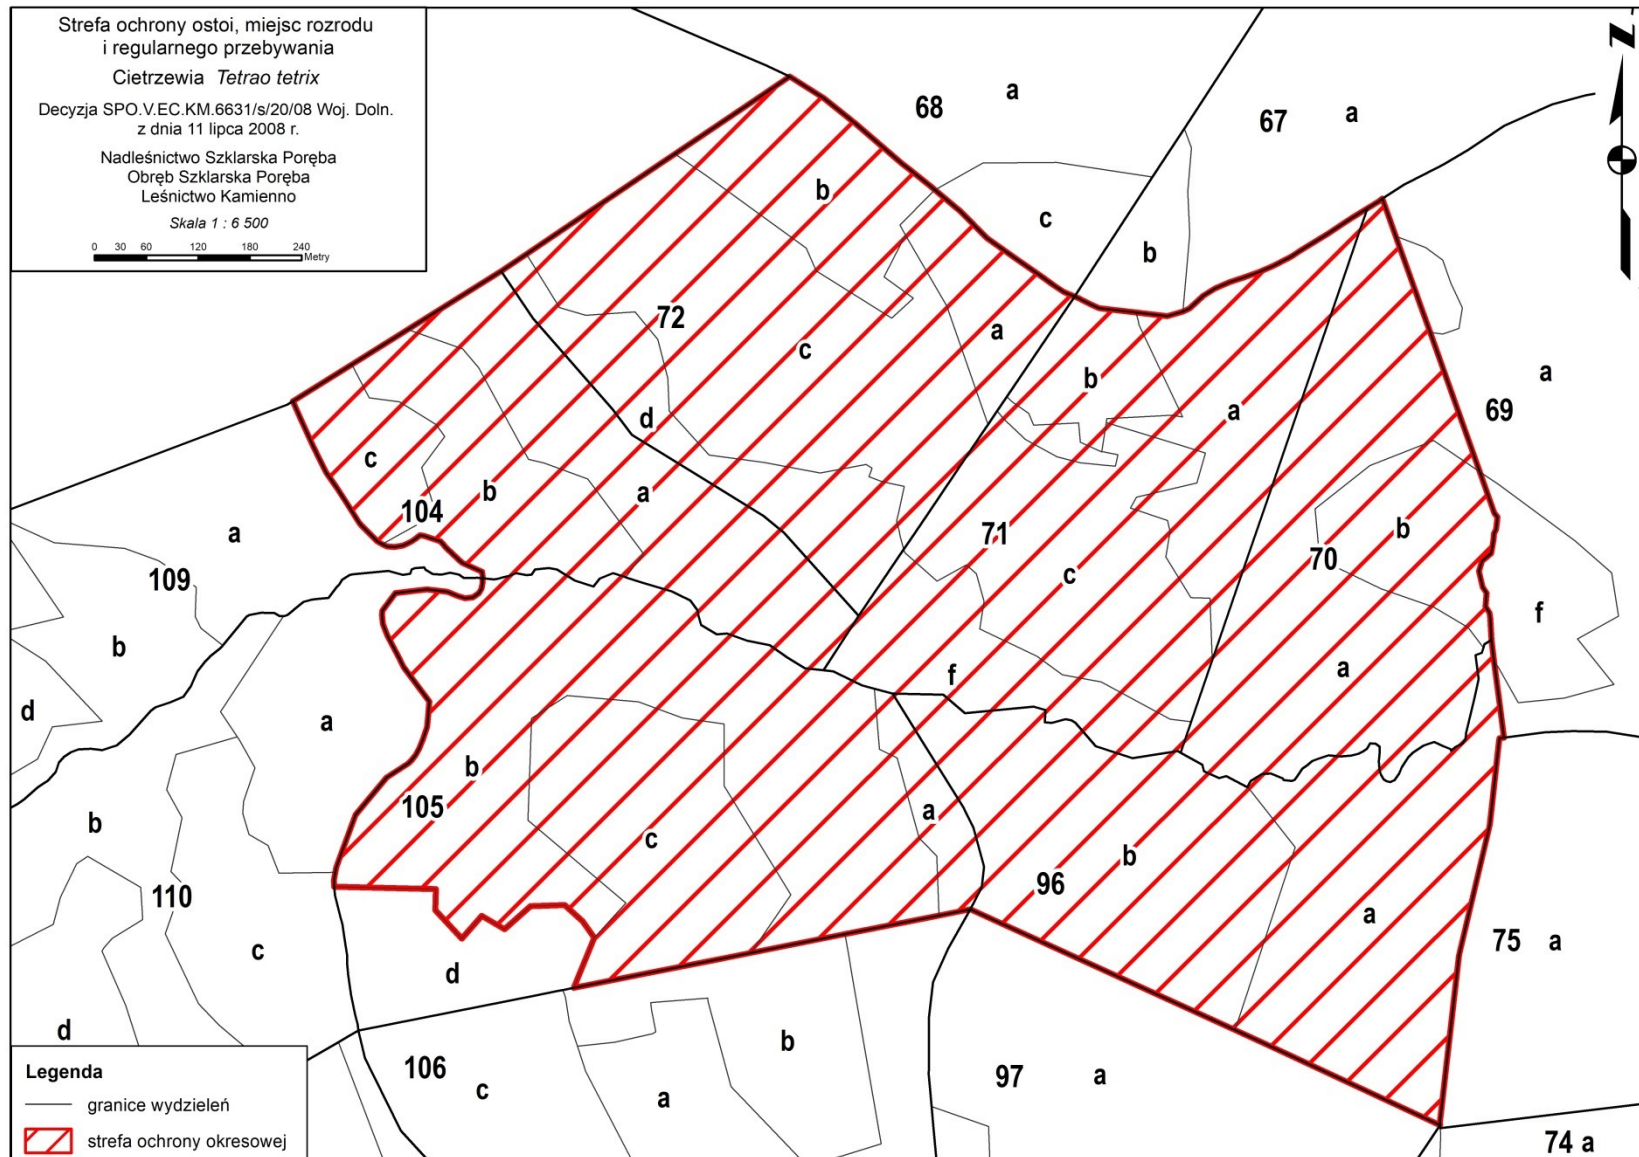 Strefa ochrony ostoi, miejsc rozrodu
i regularnego przebywania
Cietrzewia Tetrao tetrix
Decyzja SPO.V.EC.KM.6631/s/20/08 Woj. Doln.
z dnia 11 lipca 2008 r.
Nadleśnictwo Szklarska Poręba
Obręb Szklarska Poręba
Leśnictwo Kamienno
Skala 1 : 6 500
0 30 60 120 180 240
Metry
N
68 a
67 a
b
c
b
72
c
a
b
a
a
69
d
c
b
a
104
71
b
70
a
109
c
f
b
f
a
d
a
b
105
a
c
b
b
96
110
a
c
75 a
d
d
b
106
c
a
97 a
74 a
Legenda
granice wydzieleń
strefa ochrony okresowej